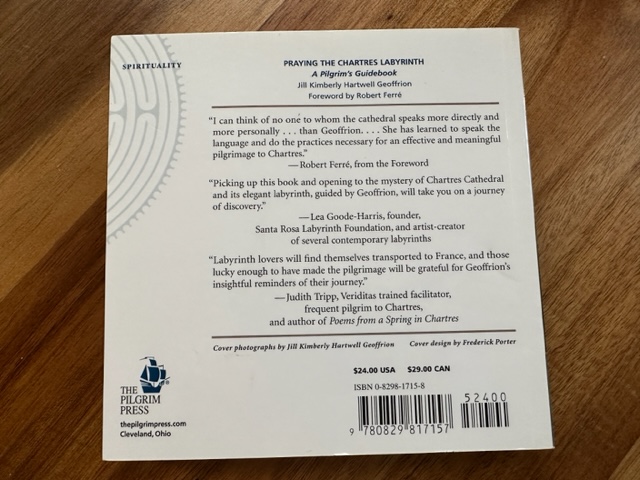 SPIRITUALITY
PRAYING THE CHARTRES LABYRINTH
A Pilgrim's Guidebook
Jill Kimberly Hartwell Geoffrion
Foreword by Robert Ferré
“I can think of no one to whom the cathedral speaks more directly and
more personally . . . than Geoffrion. . . . She has learned to speak the
language and do the practices necessary for an effective and meaningful
pilgrimage to Chartres.”
—Robert Ferré, from the Foreword
“Picking up this book and opening to the mystery of Chartres Cathedral
and its elegant labyrinth, guided by Geoffrion, will take you on a journey
of discovery.”
—Lea Goode-Harris, founder,
Santa Rosa Labyrinth Foundation, and artist-creator
of several contemporary labyrinths
“Labyrinth lovers will find themselves transported to France, and those
lucky enough to have made the pilgrimage will be grateful for Geoffrion's
insightful reminders of their journey.”
—Judith Tripp, Veriditas trained facilitator,
frequent pilgrim to Chartres,
and author of Poems from a Spring in Chartres
Cover photographs by Jill Kimberly Hartwell Geoffrion Cover design by Frederick Porter
$24.00 USA $29.00 CAN
ISBN 0-8298-1715-8
52400
9 780829 817157
THE
PILGRIM
PRESS
thepilgrimpress.com
Cleveland, Ohio